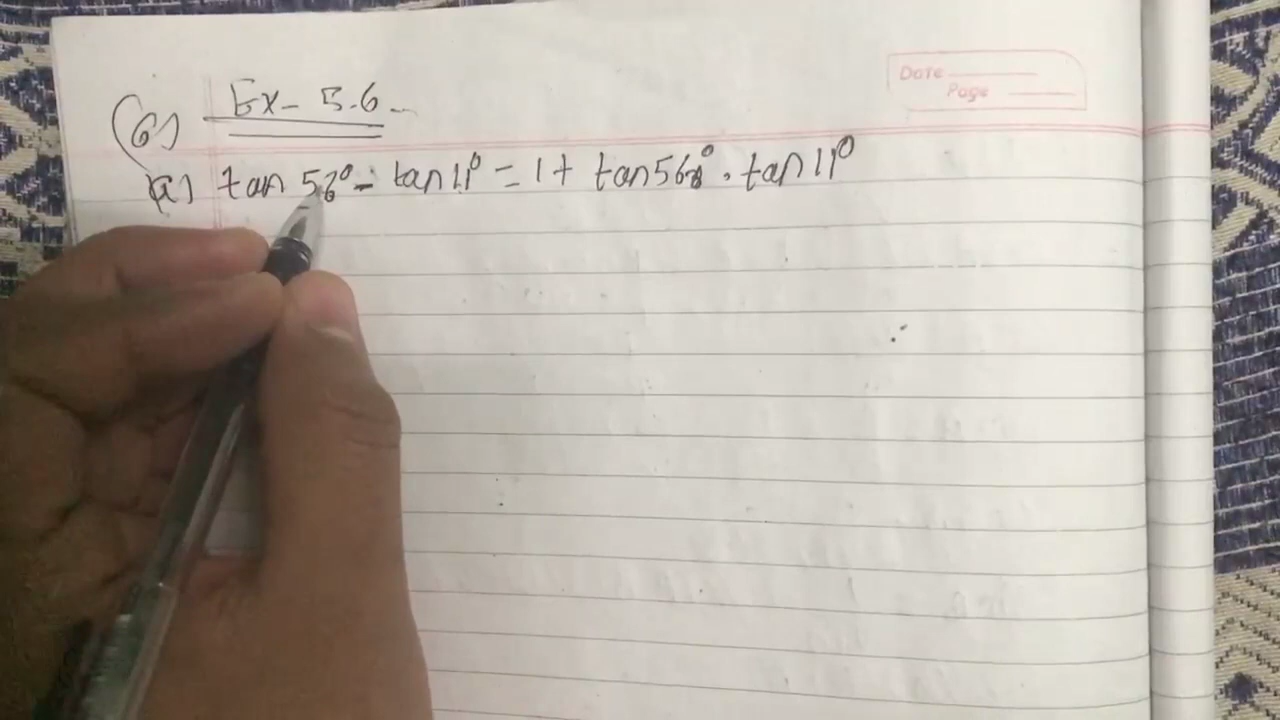 Date
Page
Ex - 5.6
(6)
(a) tan 56° - tan 11° = 1 + tan 56° . tan 11°